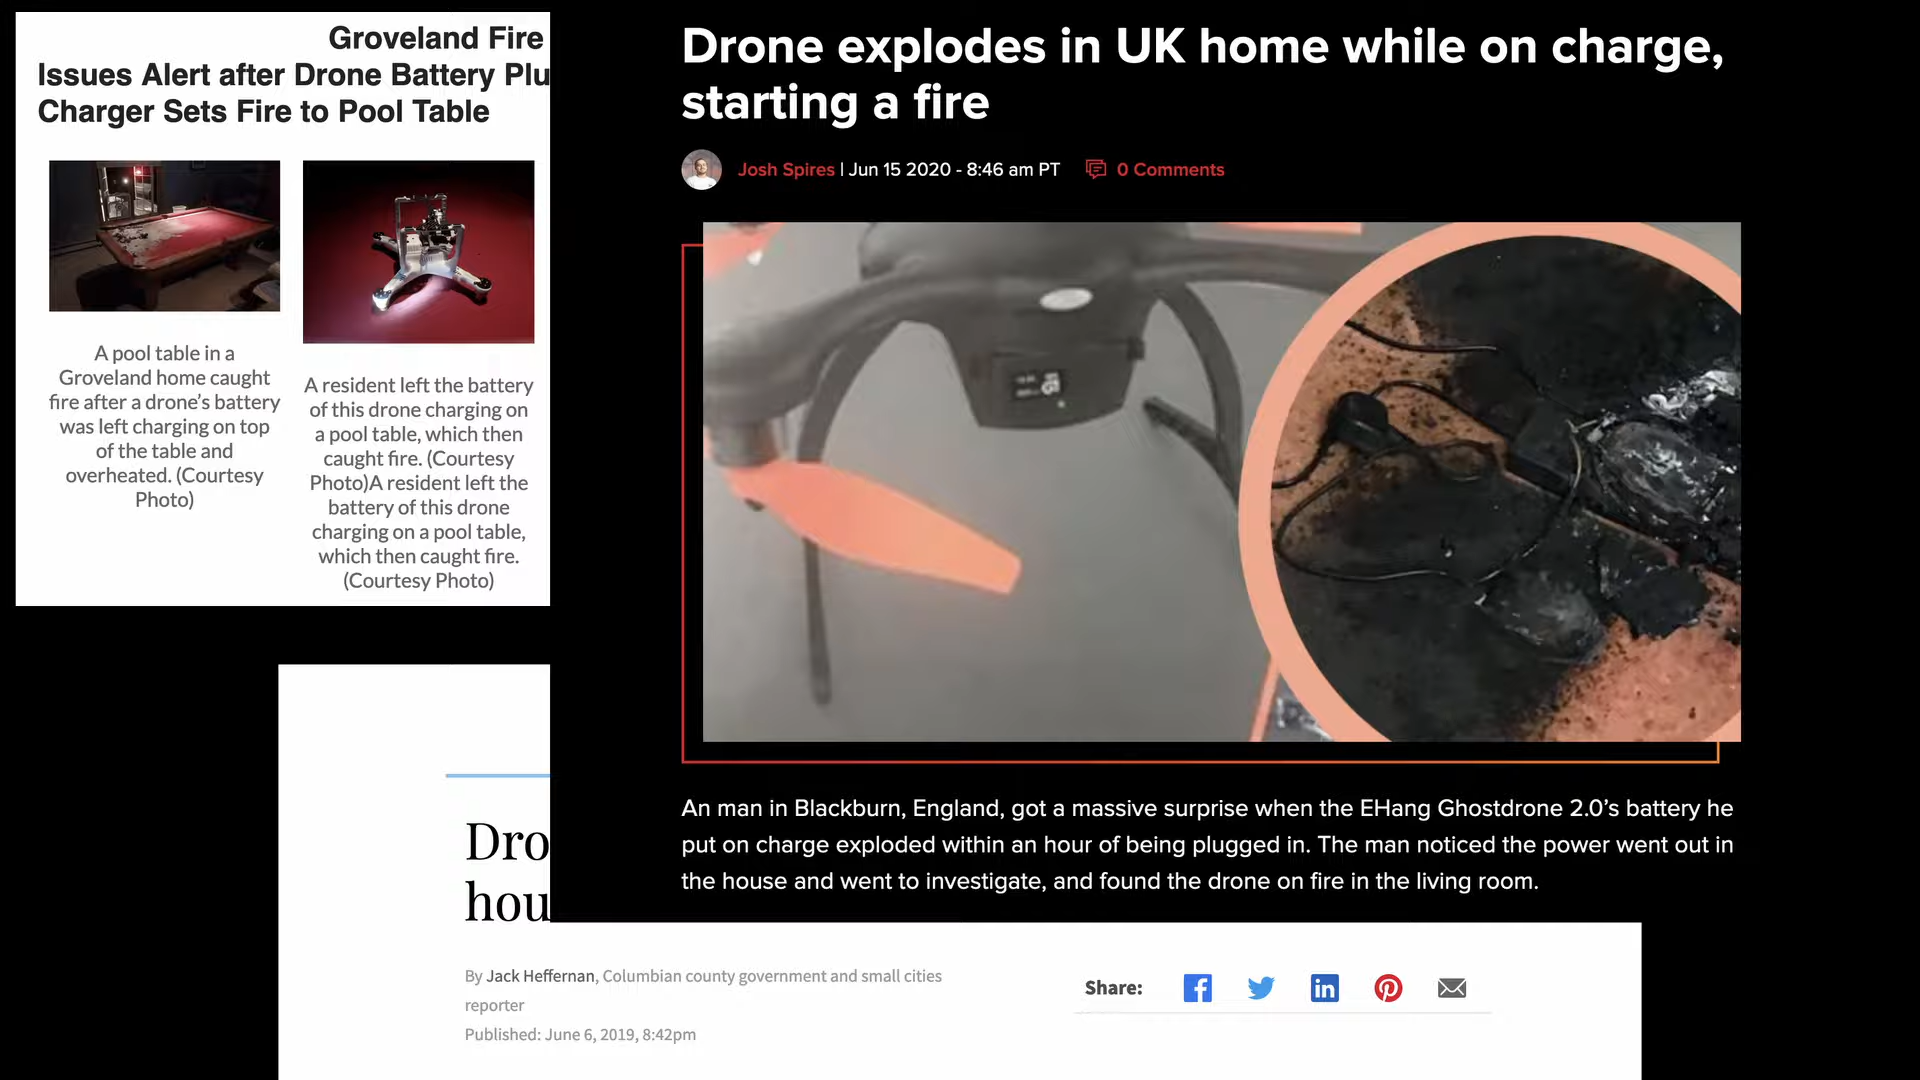 Groveland Fire
Issues Alert after Drone Battery Plu
Charger Sets Fire to Pool Table
A pool table in a
Groveland home caught
fire after a drone’s battery
was left charging on top
of the table and
overheated. (Courtesy
Photo)
A resident left the battery
of this drone charging on
a pool table, which then
caught fire. (Courtesy
Photo)A resident left the
battery of this drone
charging on a pool table,
which then caught fire.
(Courtesy Photo)
Drone explodes in UK home while on charge,
starting a fire
Josh Spires | Jun 15 2020 - 8:46 am PT 0 Comments
An man in Blackburn, England, got a massive surprise when the EHang Ghostdrone 2.0’s battery he
put on charge exploded within an hour of being plugged in. The man noticed the power went out in
the house and went to investigate, and found the drone on fire in the living room.
Dro
hou
By Jack Heffernan, Columbian county government and small cities
reporter
Published: June 6, 2019, 8:42pm
Share: